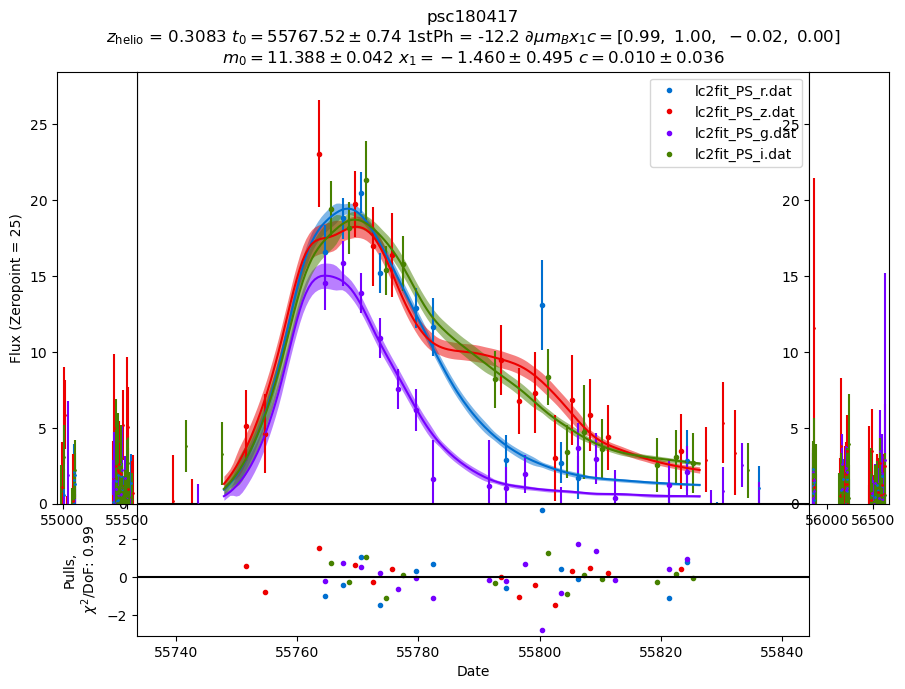 psc180417
z_helio = 0.3083 t_0 = 55767.52 ± 0.74 1stPh = -12.2 ∂μm_Bx_1c = [0.99, 1.00, −0.02, 0.00]
m_0 = 11.388 ± 0.042 x_1 = −1.460 ± 0.495 c = 0.010 ± 0.036
lc2fit_PS_r.dat
lc2fit_PS_z.dat
lc2fit_PS_g.dat
lc2fit_PS_i.dat
Flux (Zeropoint = 25)
25
20
15
10
5
0
25
20
15
10
5
0
55000
55500
56000
56500
Pulls,
χ²/DoF: 0.99
2
0
−2
55740
55760
55780
55800
55820
55840
Date